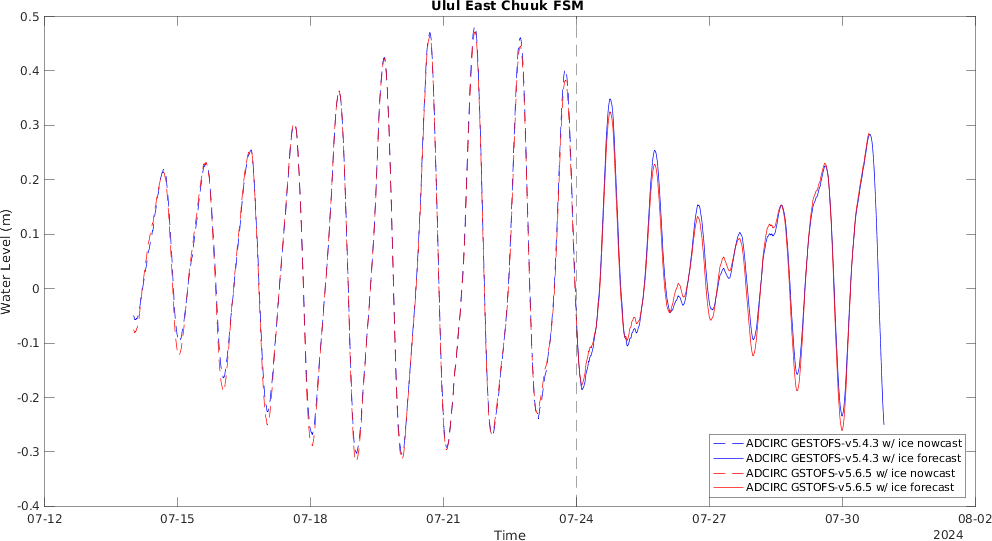 Ulul East Chuuk FSM
0.5
0.4
0.3
0.2
0.1
0
-0.1
-0.2
-0.3
-0.4
Water Level (m)
ADCIRC GESTOFS-v5.4.3 w/ ice nowcast
ADCIRC GESTOFS-v5.4.3 w/ ice forecast
ADCIRC GSTOFS-v5.6.5 w/ ice nowcast
ADCIRC GSTOFS-v5.6.5 w/ ice forecast
07-12 07-15 07-18 07-21 07-24 07-27 07-30 08-02
Time
2024